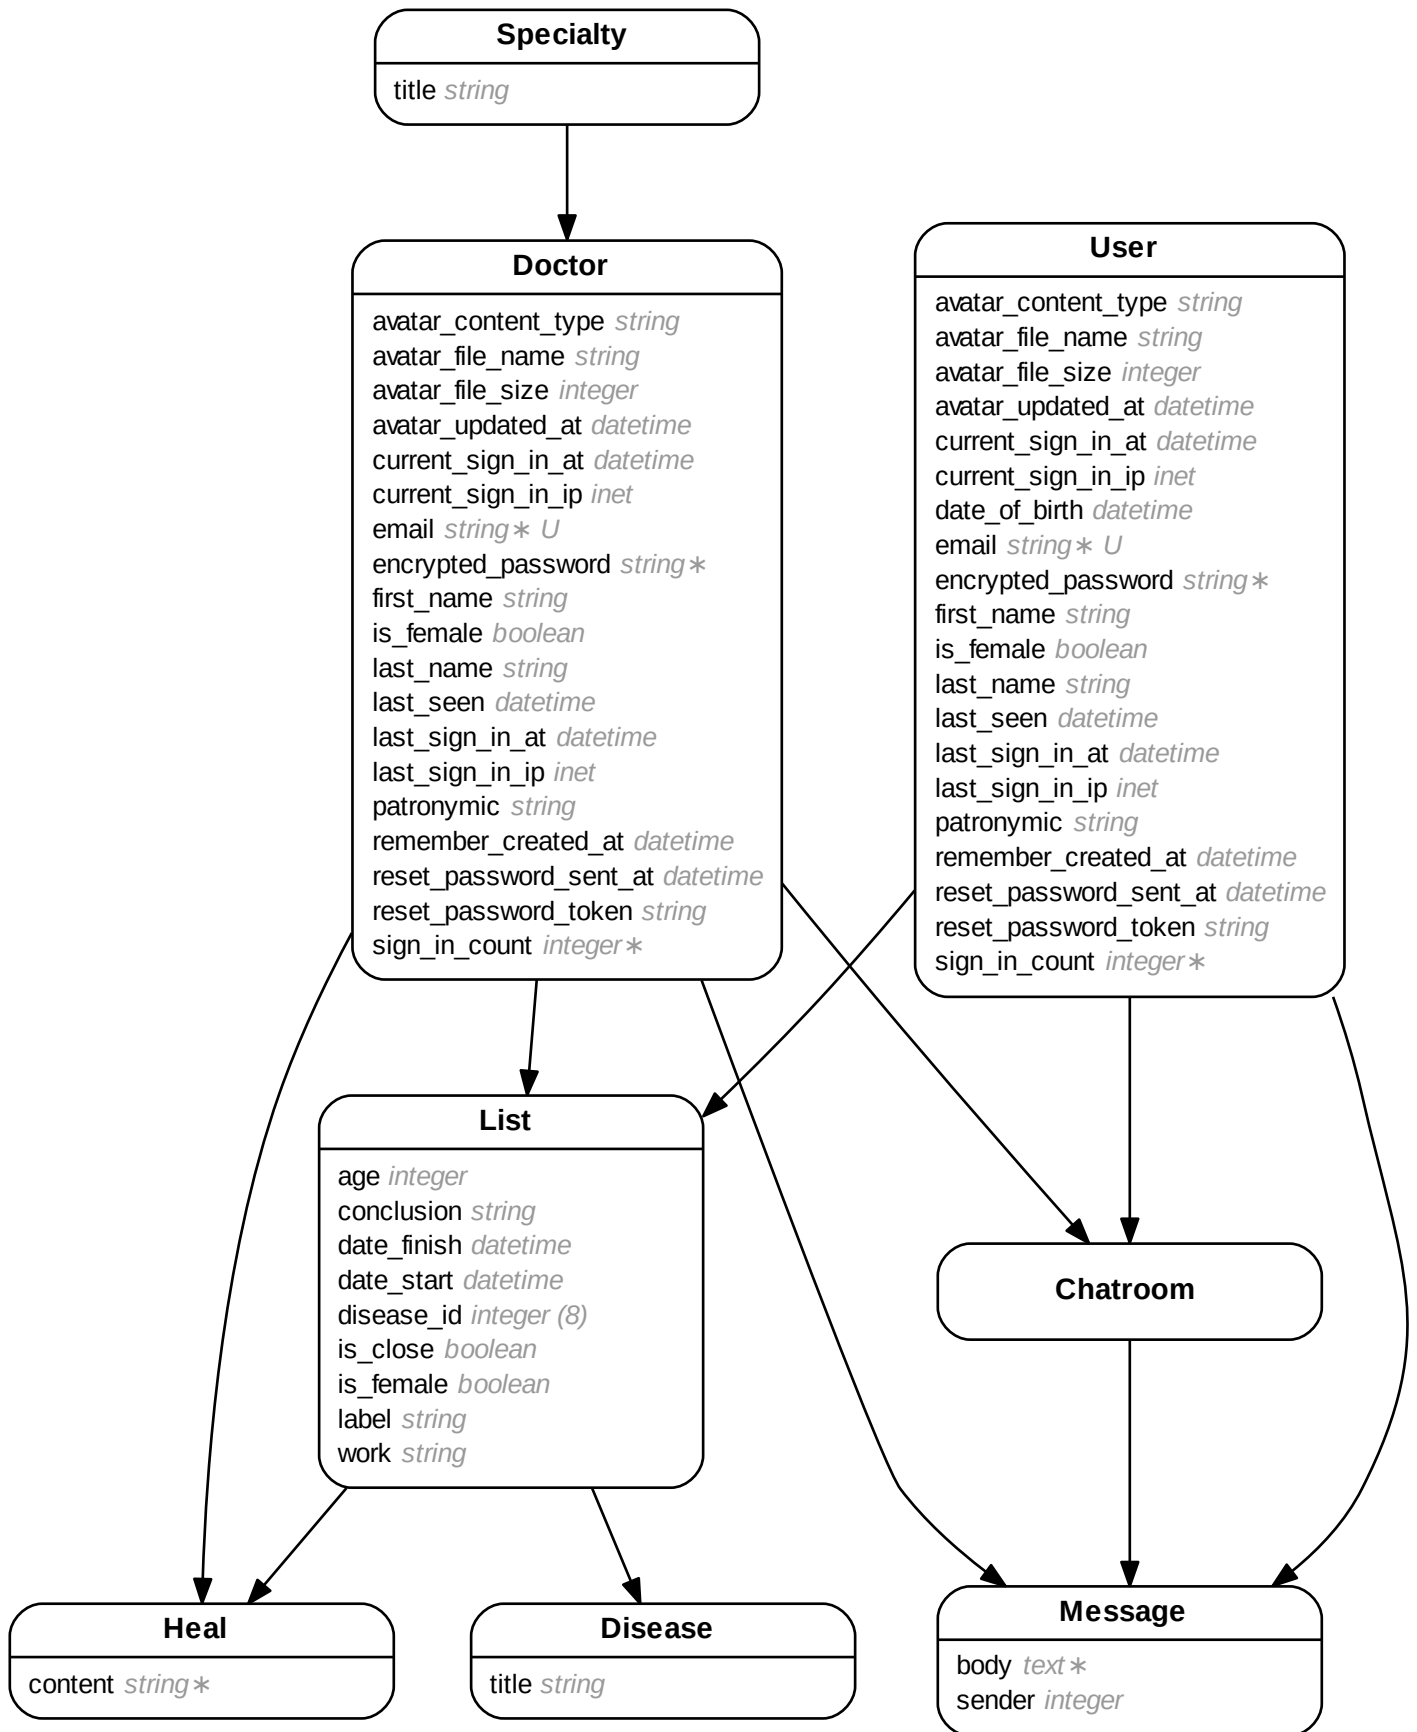 Specialty
title string
Doctor
avatar_content_type string
avatar_file_name string
avatar_file_size integer
avatar_updated_at datetime
current_sign_in_at datetime
current_sign_in_ip inet
email string∗ U
encrypted_password string∗
first_name string
is_female boolean
last_name string
last_seen datetime
last_sign_in_at datetime
last_sign_in_ip inet
patronymic string
remember_created_at datetime
reset_password_sent_at datetime
reset_password_token string
sign_in_count integer∗
User
avatar_content_type string
avatar_file_name string
avatar_file_size integer
avatar_updated_at datetime
current_sign_in_at datetime
current_sign_in_ip inet
date_of_birth datetime
email string∗ U
encrypted_password string∗
first_name string
is_female boolean
last_name string
last_seen datetime
last_sign_in_at datetime
last_sign_in_ip inet
patronymic string
remember_created_at datetime
reset_password_sent_at datetime
reset_password_token string
sign_in_count integer∗
List
age integer
conclusion string
date_finish datetime
date_start datetime
disease_id integer (8)
is_close boolean
is_female boolean
label string
work string
Chatroom
Heal
content string∗
Disease
title string
Message
body text∗
sender integer